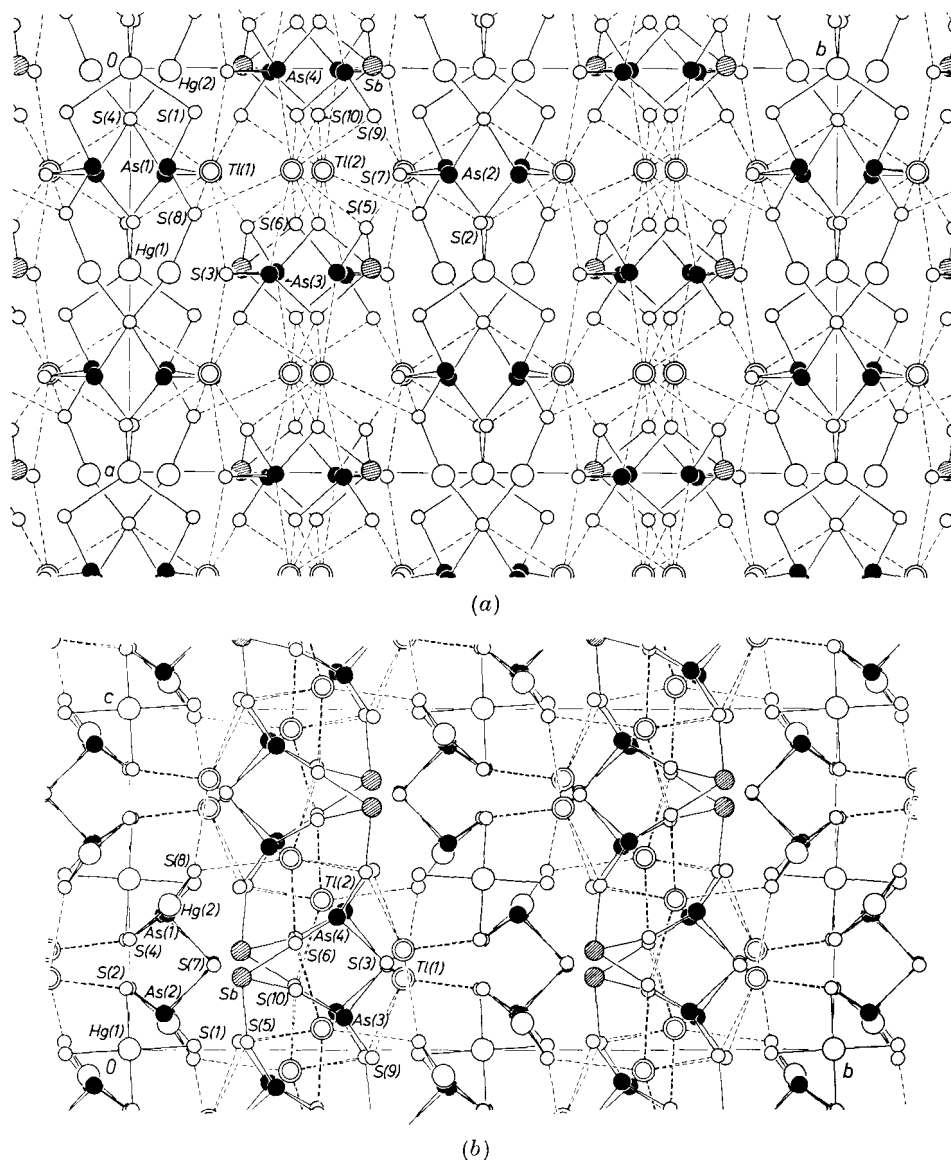 O b
Hg(2) As(4) Sb
S(4) S(1) S(10)
S(9)
As(1) Tl(1) Tl(2) S(7) As(2)
S(8) S(6) S(5) S(2)
Hg(1)
S(3) As(3)
a
(a)
c
S(8)
Hg(2) Tl(2)
As(1) As(4)
S(4) S(6)
S(7) S(3) Tl(1)
S(2) Sb
As(2) S(10)
Hg(1) S(1) S(5) As(3)
O S(9) b
(b)